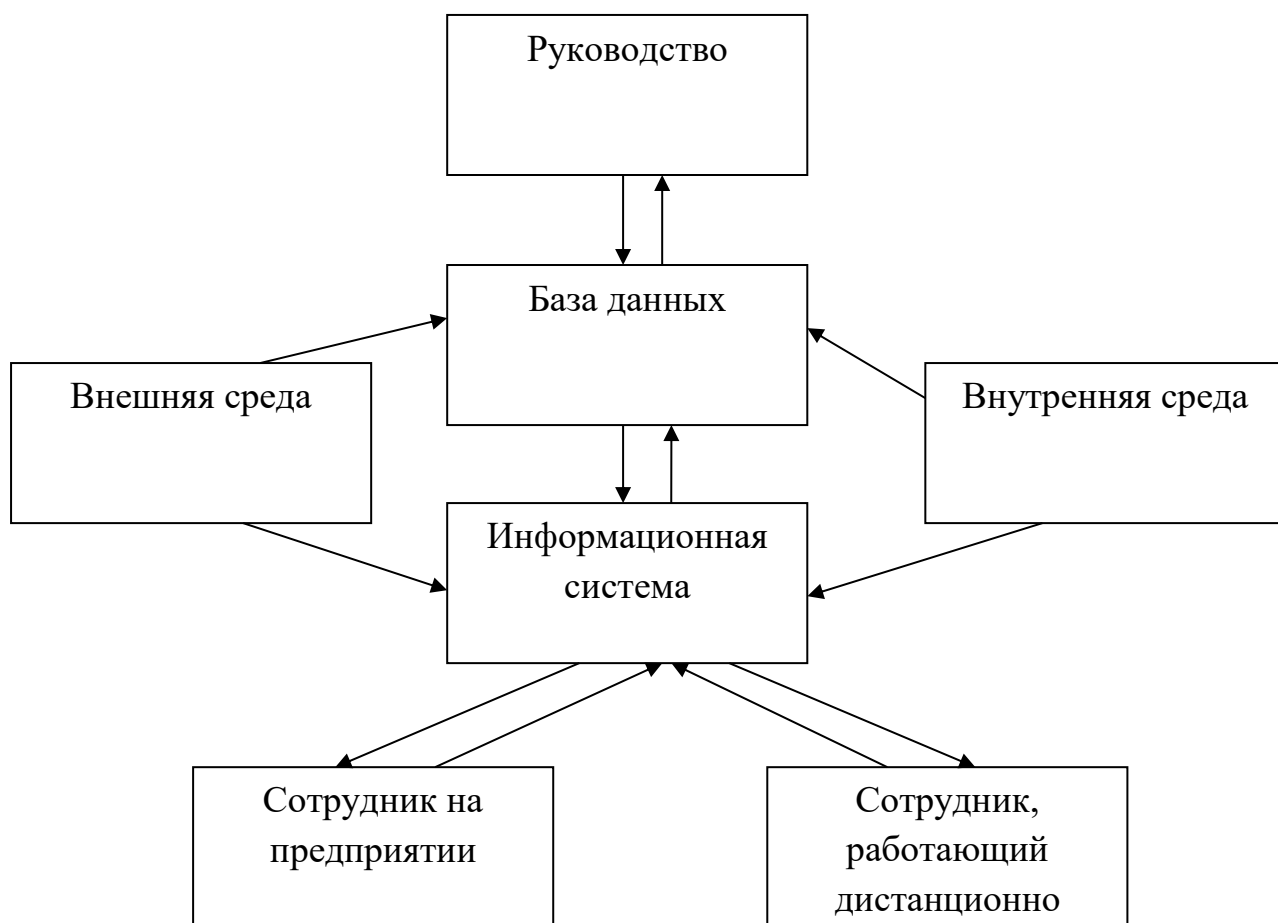 Руководство
База данных
Внешняя среда
Внутренняя среда
Информационная
система
Сотрудник на
предприятии
Сотрудник,
работающий
дистанционно